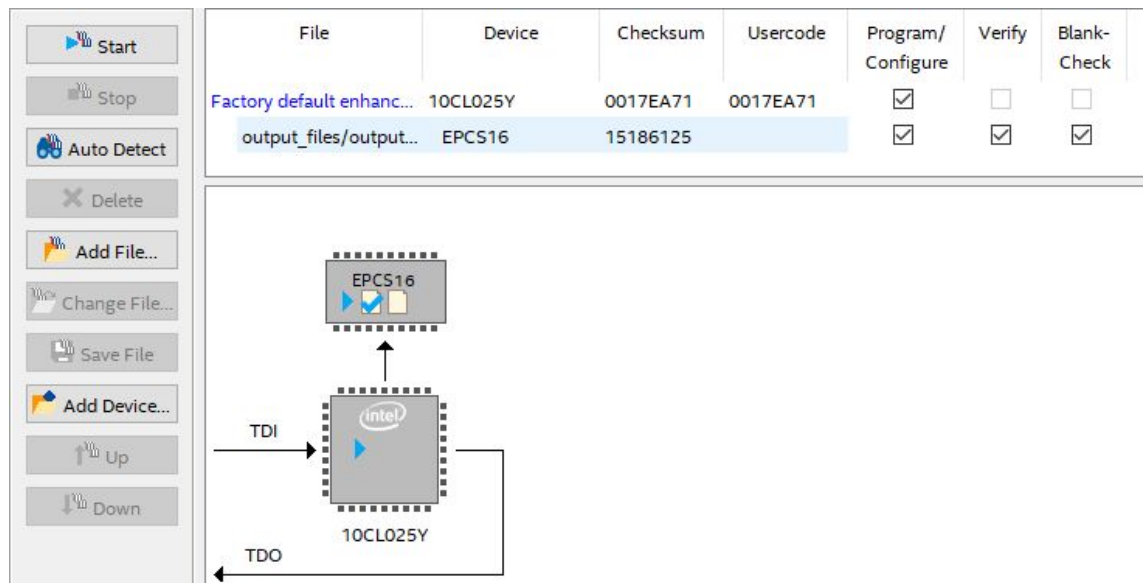 Start
Stop
Auto Detect
Delete
Add File...
Change File...
Save File
Add Device...
Up
Down
File Device Checksum Usercode Program/ Configure Verify Blank- Check
Factory default enhanc... 10CL025Y 0017EA71 0017EA71
output_files/output... EPCS16 15186125
EPCS16
intel
TDI
10CL025Y
TDO